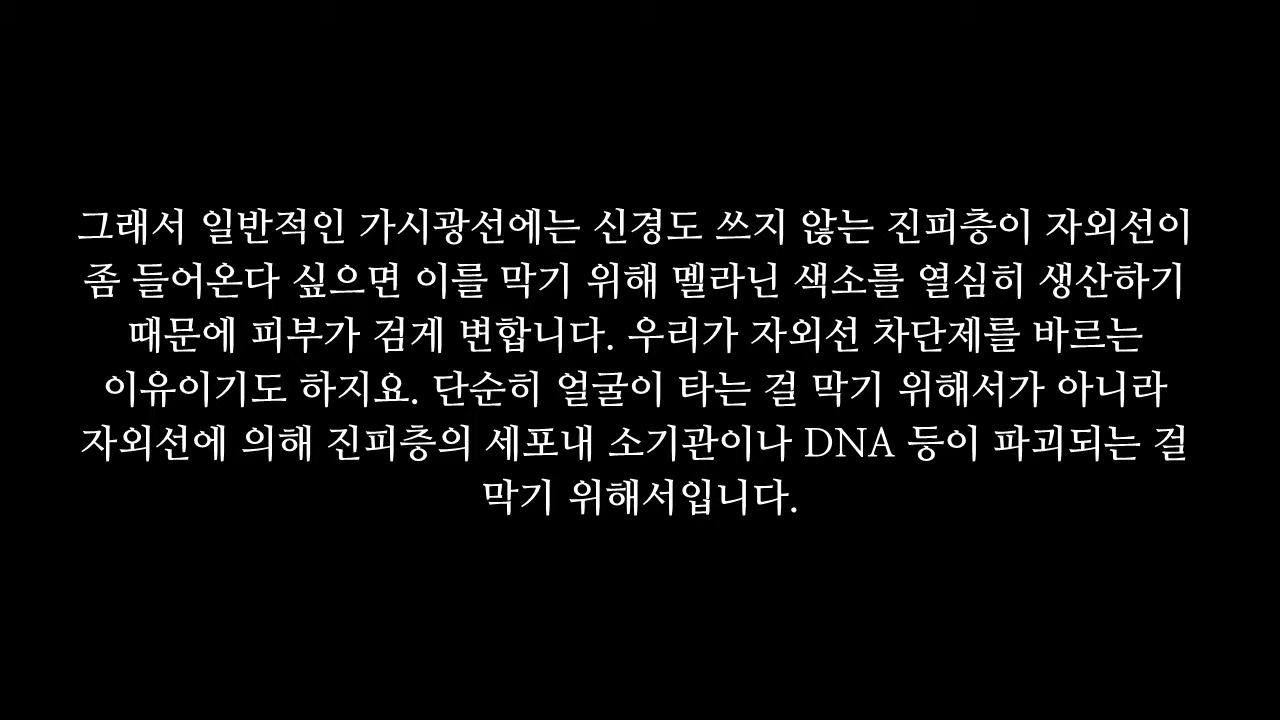 그래서 일반적인 가시광선에는 신경도 쓰지 않는 진피층이 자외선이
좀 들어온다 싶으면 이를 막기 위해 멜라닌 색소를 열심히 생산하기
때문에 피부가 검게 변합니다. 우리가 자외선 차단제를 바르는
이유이기도 하지요. 단순히 얼굴이 타는 걸 막기 위해서가 아니라
자외선에 의해 진피층의 세포내 소기관이나 DNA 등이 파괴되는 걸
막기 위해서입니다.